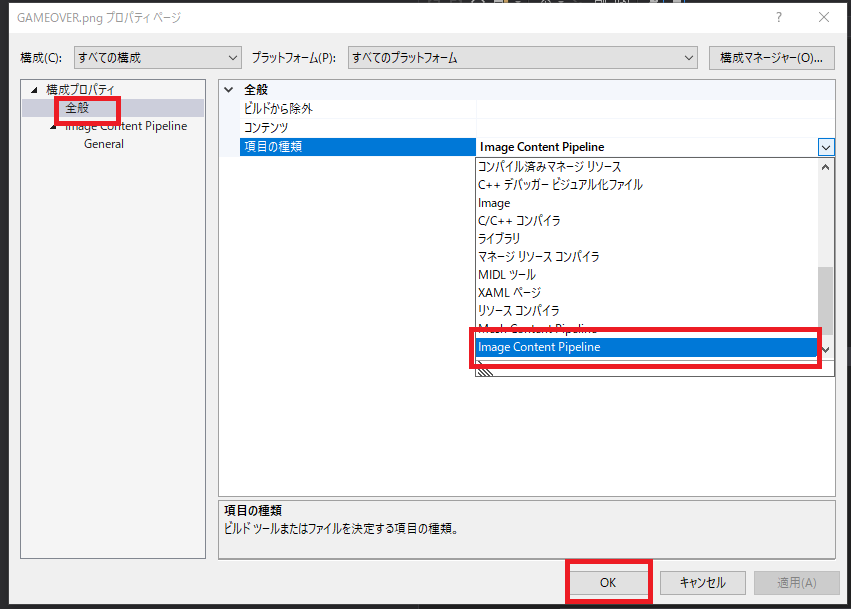 GAMEOVER.png プロパティ ページ
?
構成(C):
すべての構成
プラットフォーム(P):
すべてのプラットフォーム
構成マネージャー(O)...
構成プロパティ
全般
Image Content Pipeline
General
全般
ビルドから除外
コンテンツ
項目の種類
Image Content Pipeline
コンパイル済みマネージ リソース
C++ デバッガー ビジュアル化ファイル
Image
C/C++ コンパイラ
ライブラリ
マネージ リソース コンパイラ
MIDL ツール
XAML ページ
リソース コンパイラ
Mesh Content Pipeline
Image Content Pipeline
項目の種類
ビルド ツールまたはファイルを決定する項目の種類。
OK
キャンセル
適用(A)